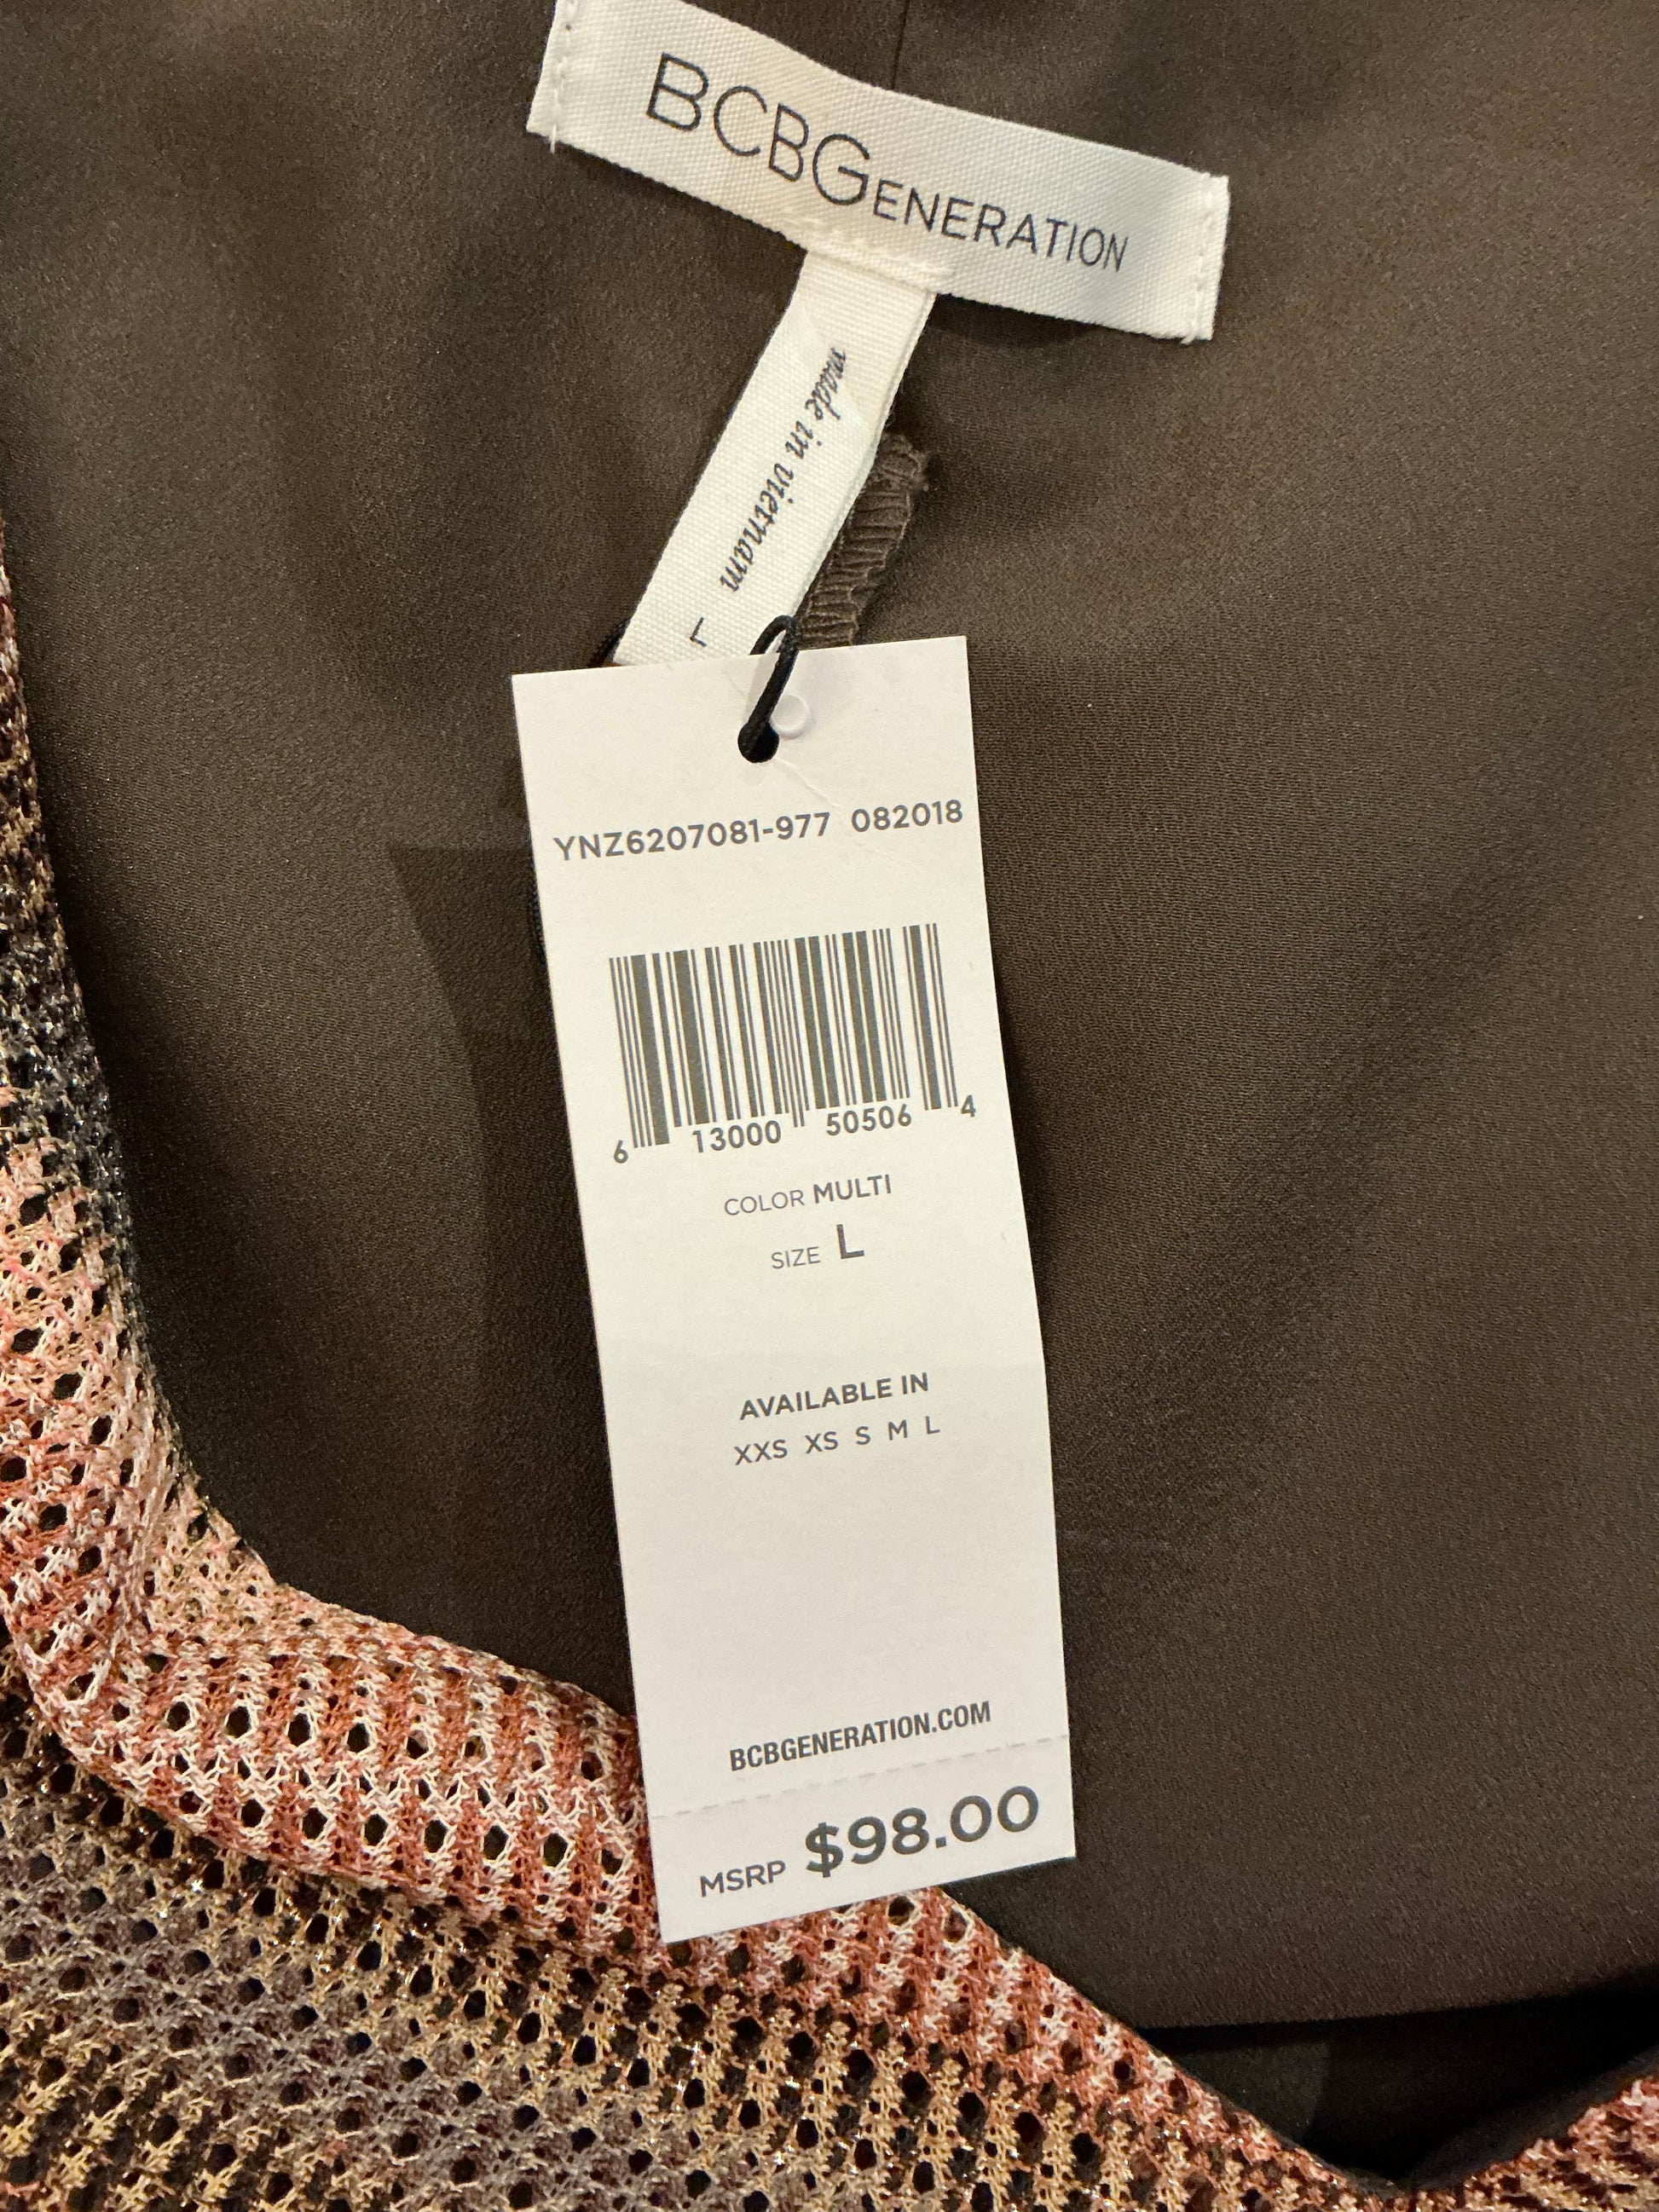 BCBGENERATION
made in vietnam
L
YNZ6207081-977 082018
6 13000 50506 4
COLOR MULTI
SIZE L
AVAILABLE IN
XXS XS S M L
BCBGENERATION.COM
MSRP $98.00